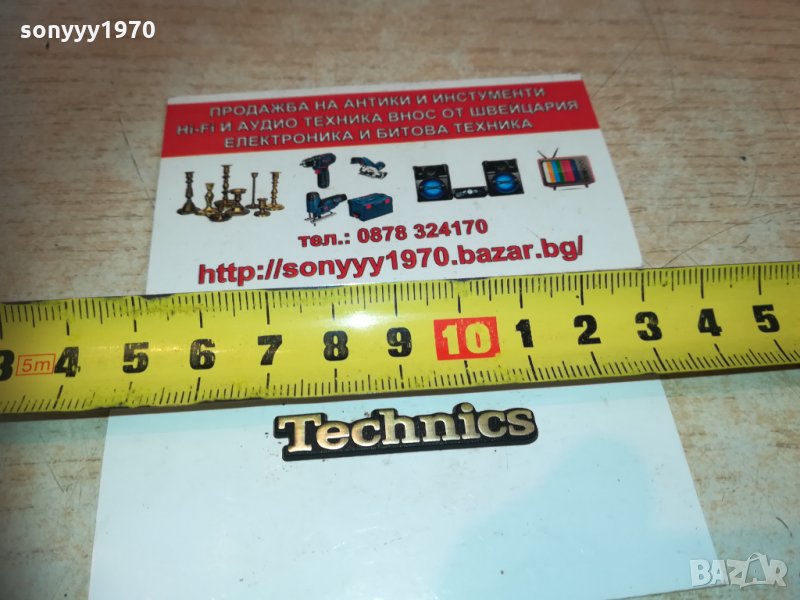 sonyyy1970
ПРОДАЖБА НА АНТИКИ И ИНСТУМЕНТИ
Hi-Fi И АУДИО ТЕХНИКА ВНОС ОТ ШВЕЙЦАРИЯ
ЕЛЕКТРОНИКА И БИТОВА ТЕХНИКА
тел.: 0878 324170
http://sonyyy1970.bazar.bg/
3 5m 4 5 6 7 8 9 10 1 2 3 4 5
Technics
BAZAR